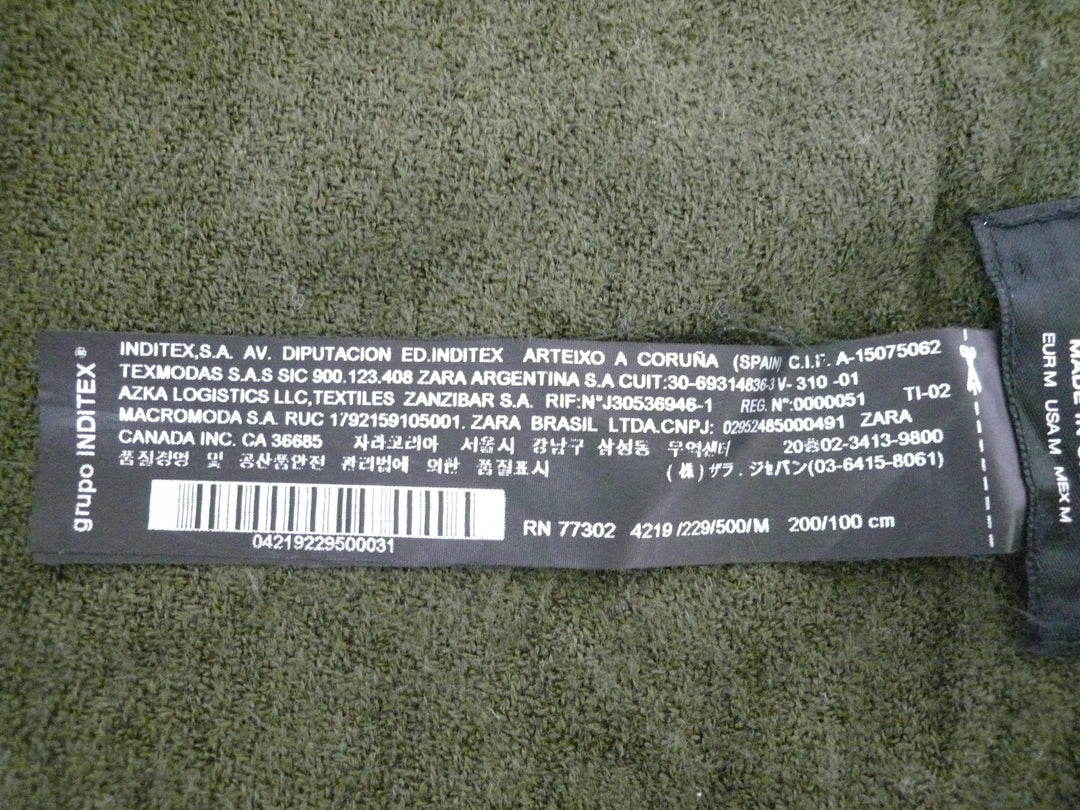 grupo INDITEX®
INDITEX,S.A. AV. DIPUTACION ED.INDITEX ARTEIXO A CORUÑA (SPAIN) C.I.F. A-15075062
TEXMODAS S.A.S SIC 900.123.408 ZARA ARGENTINA S.A CUIT:30-69314836-3 V- 310 -01
AZKA LOGISTICS LLC,TEXTILES ZANZIBAR S.A. RIF:NºJ30536946-1 REG. Nº:0000051 TI-02
MACROMODA S.A. RUC 1792159105001. ZARA BRASIL LTDA.CNPJ: 02952485000491 ZARA
CANADA INC. CA 36685 자라코리아 서울시 강남구 삼성동 무역센터 20층02-3413-9800
품질경영 및 공산품안전 관리법에 의한 품질표시 (株)ザラ.ジャパン(03-6415-8061)
04219229500031
RN 77302 4219/229/500/M 200/100 cm
MADE IN
EUR M USA M MEX M